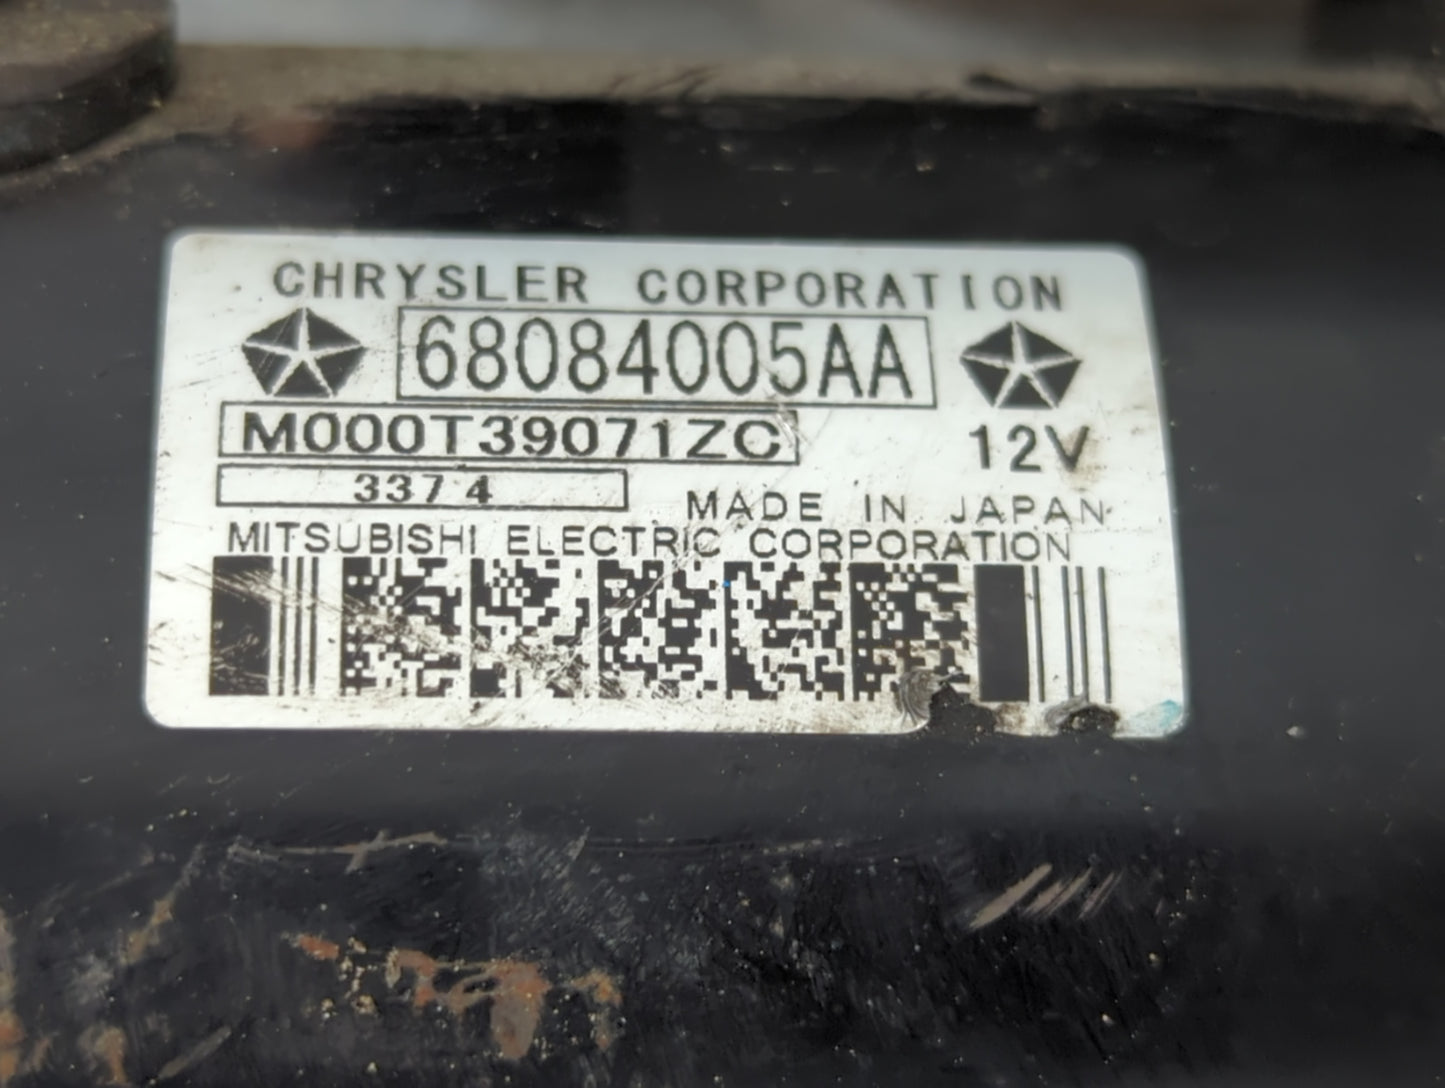 CHRYSLER CORPORATION
68084005AA
M000T39071ZC
12V
3374
MADE IN JAPAN
MITSUBISHI ELECTRIC CORPORATION